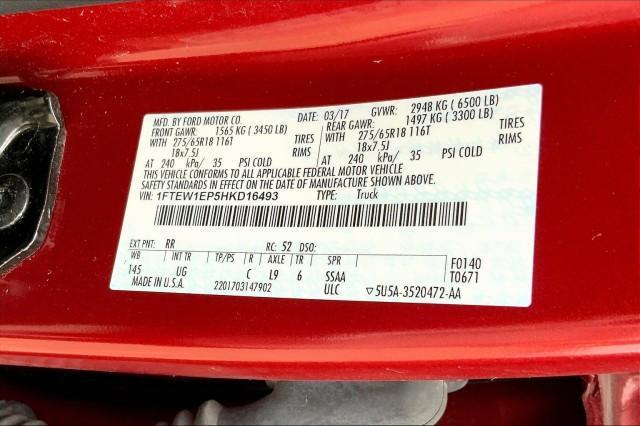 MFD. BY FORD MOTOR CO. DATE: 03/17 GVWR: 2948 KG ( 6500 LB)
FRONT GAWR: 1565 KG ( 3450 LB) REAR GAWR: 1497 KG ( 3300 LB)
WITH 275/65R18 116T TIRES WITH 275/65R18 116T TIRES
18x7.5J RIMS 18x7.5J RIMS
AT 240 kPa/ 35 PSI COLD AT 240 kPa/ 35 PSI COLD
THIS VEHICLE CONFORMS TO ALL APPLICABLE FEDERAL MOTOR VEHICLE
SAFETY STANDARDS IN EFFECT ON THE DATE OF MANUFACTURE SHOWN ABOVE.
VIN: 1FTEW1EP5HKD16493 TYPE: Truck
EXT PNT: RR RC: 52 DSO: F0140
WB INT TR TP/PS R AXLE TR SPR T0671
145 UG C L9 6 SSAA
MADE IN U.S.A. 2201703147902 ULC ▽5U5A-3520472-AA